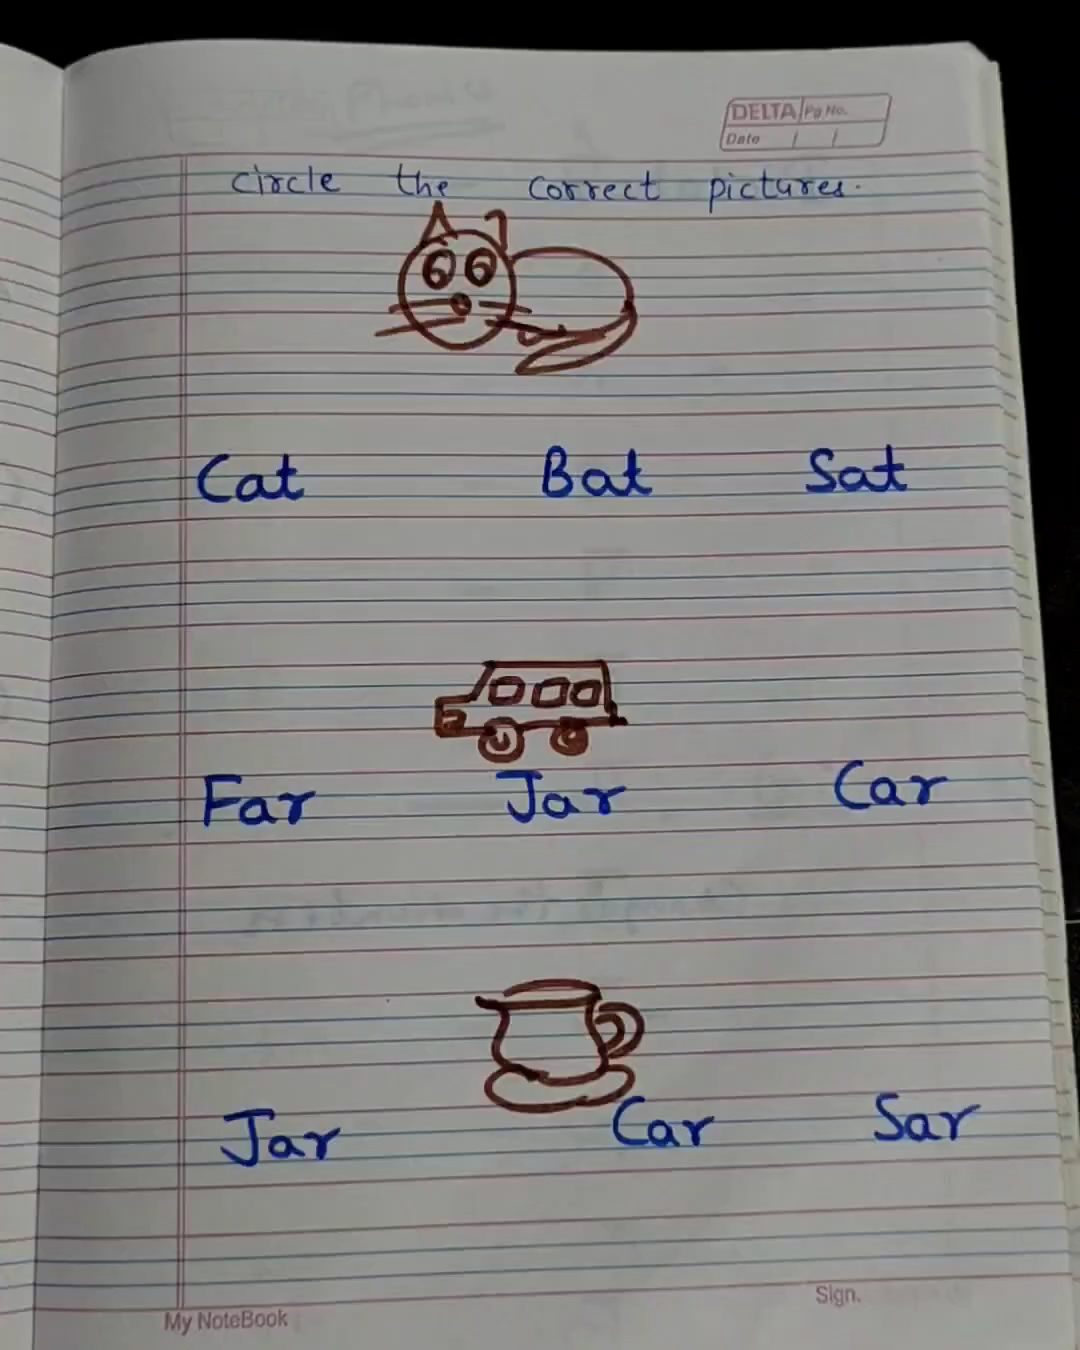 DELTA Pg.No.
Date / /
circle the correct pictures.
Cat Bat Sat
Far Jar Car
Jar Car Sar
Sign.
My NoteBook